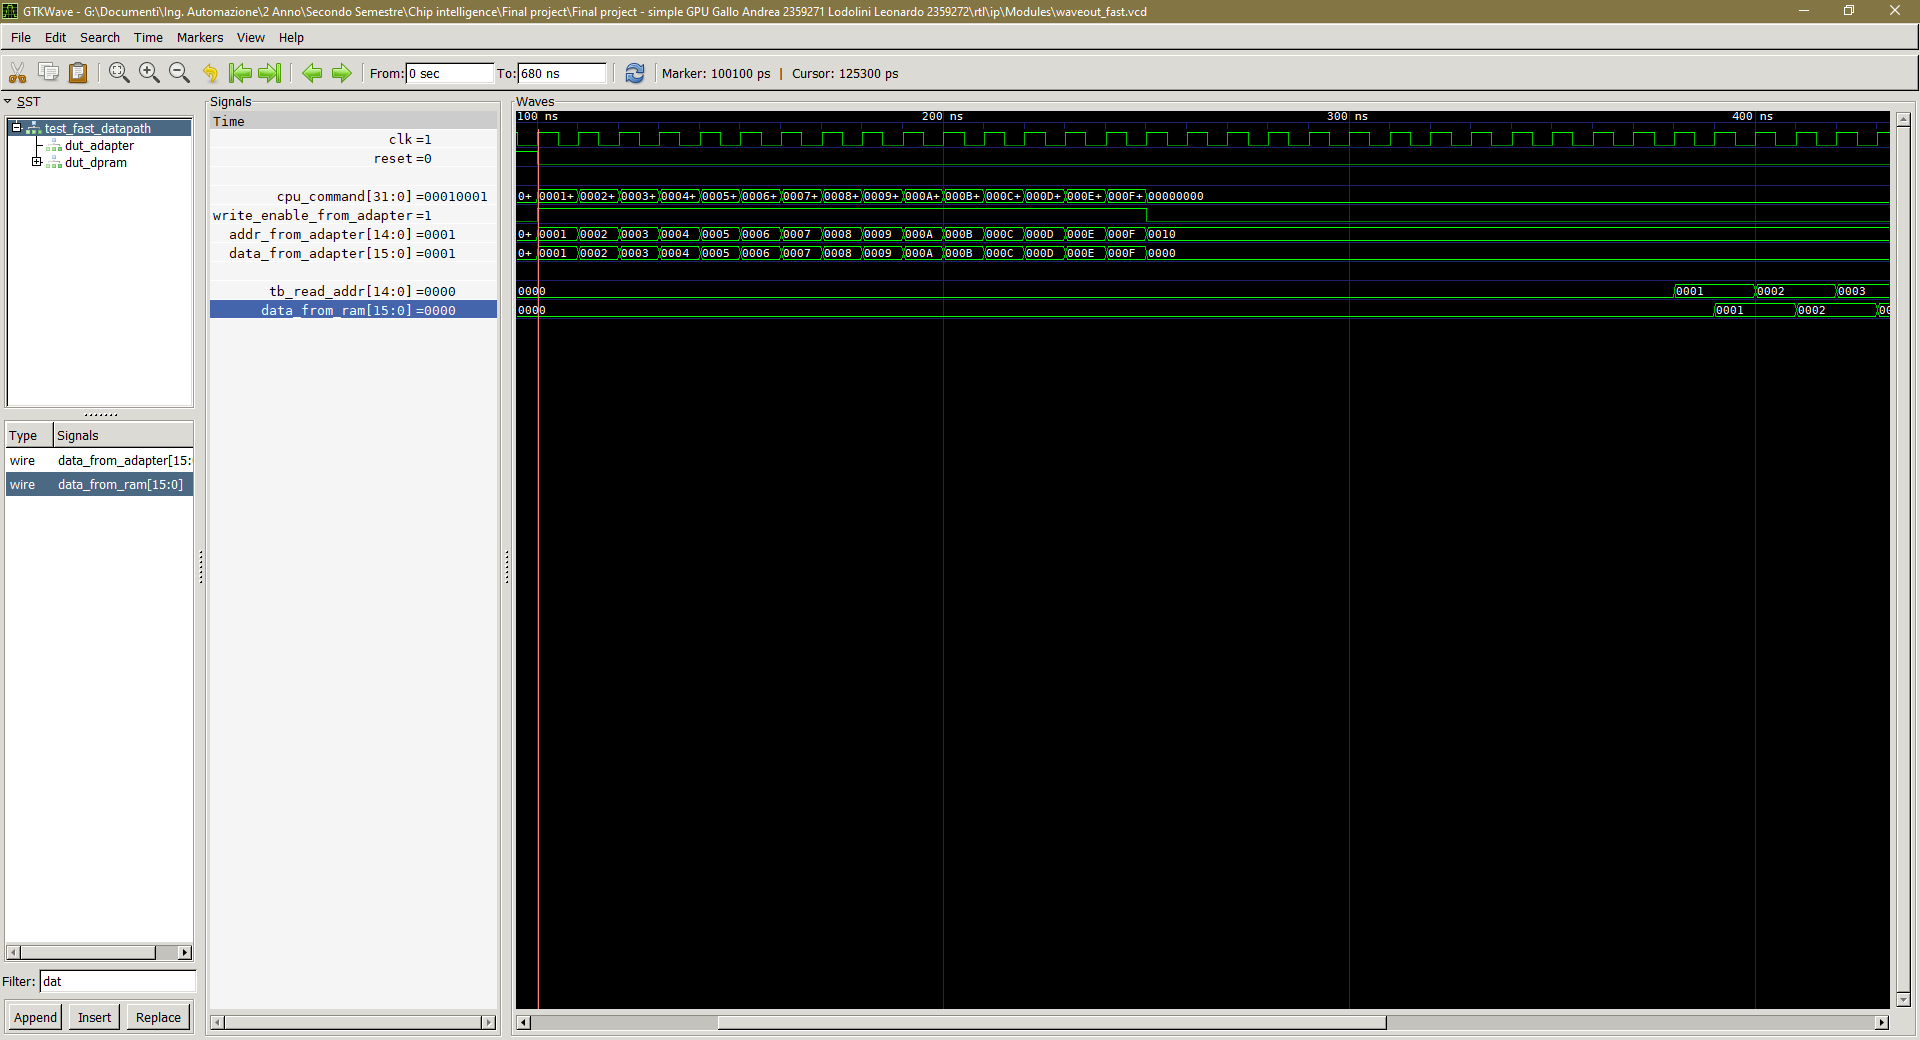 GTKWave - G:\Documenti\Ing. Automazione\2 Anno\Secondo Semestre\Chip intelligence\Final project\Final project - simple GPU Gallo Andrea 2359271 Lodolini Leonardo 2359272\rtl\ip\Modules\waveout_fast.vcd
File Edit Search Time Markers View Help
From: 0 sec To: 680 ns Marker: 100100 ps | Cursor: 125300 ps
SST
test_fast_datapath
dut_adapter
dut_dpram
Type Signals
wire data_from_adapter[15:
wire data_from_ram[15:0]
Filter: dat
Append Insert Replace
Signals
Time
clk =1
reset =0
cpu_command[31:0] =00010001
write_enable_from_adapter =1
addr_from_adapter[14:0] =0001
data_from_adapter[15:0] =0001
tb_read_addr[14:0] =0000
data_from_ram[15:0] =0000
Waves
100 ns 200 ns 300 ns 400 ns
0+ 0001+ 0002+ 0003+ 0004+ 0005+ 0006+ 0007+ 0008+ 0009+ 000A+ 000B+ 000C+ 000D+ 000E+ 000F+ 00000000
0+ 0001 0002 0003 0004 0005 0006 0007 0008 0009 000A 000B 000C 000D 000E 000F 0010
0+ 0001 0002 0003 0004 0005 0006 0007 0008 0009 000A 000B 000C 000D 000E 000F 0000
0000 0001 0002 0003
0000 0001 0002 00